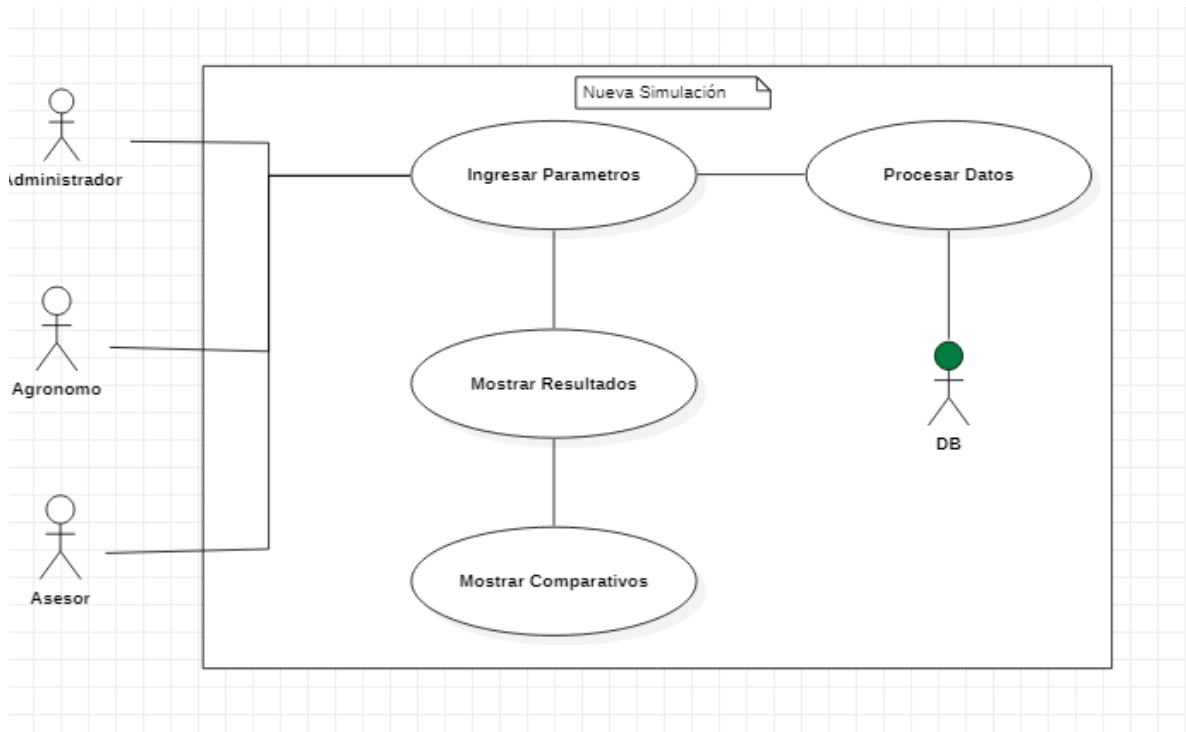 Nueva Simulación
Administrador
Ingresar Parametros
Procesar Datos
Agronomo
Mostrar Resultados
DB
Asesor
Mostrar Comparativos